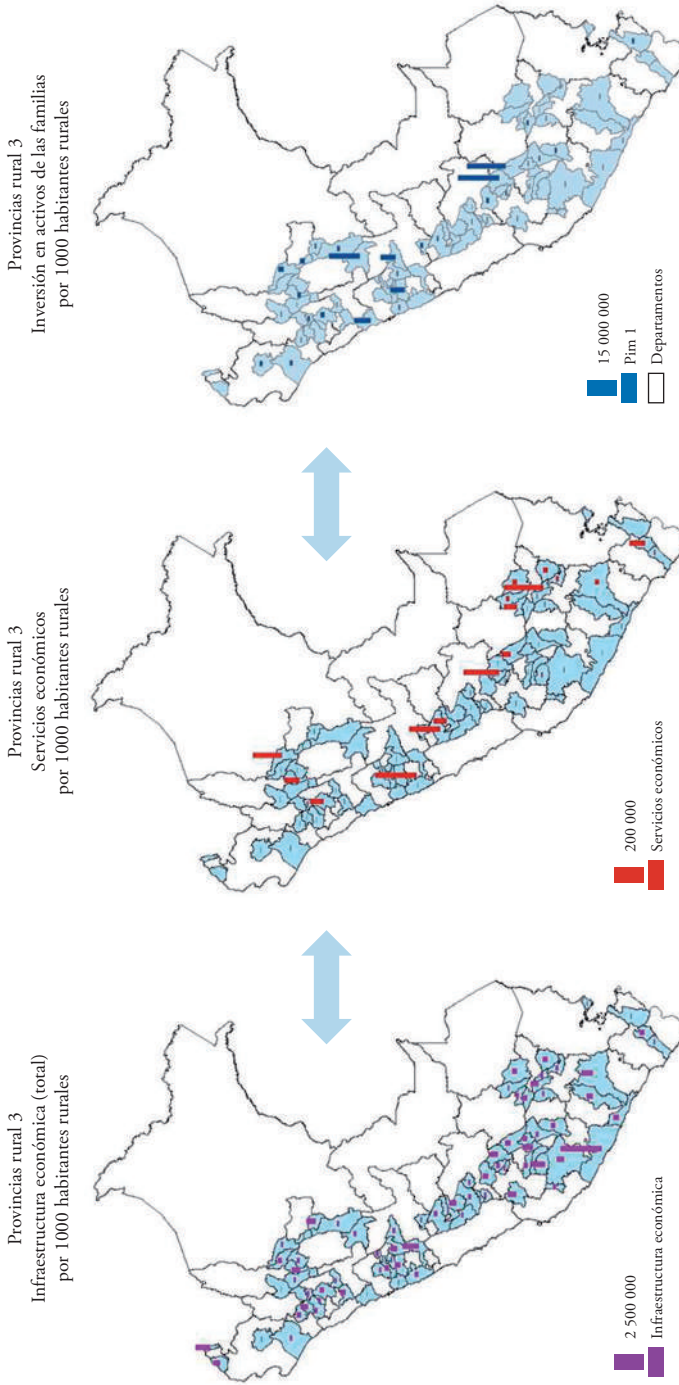 Provincias rural 3
Infraestructura económica (total)
por 1000 habitantes rurales
2 500 000
Infraestructura económica
Provincias rural 3
Servicios económicos
por 1000 habitantes rurales
200 000
Servicios económicos
Provincias rural 3
Inversión en activos de las familias
por 1000 habitantes rurales
15 000 000
Pim 1
Departamentos